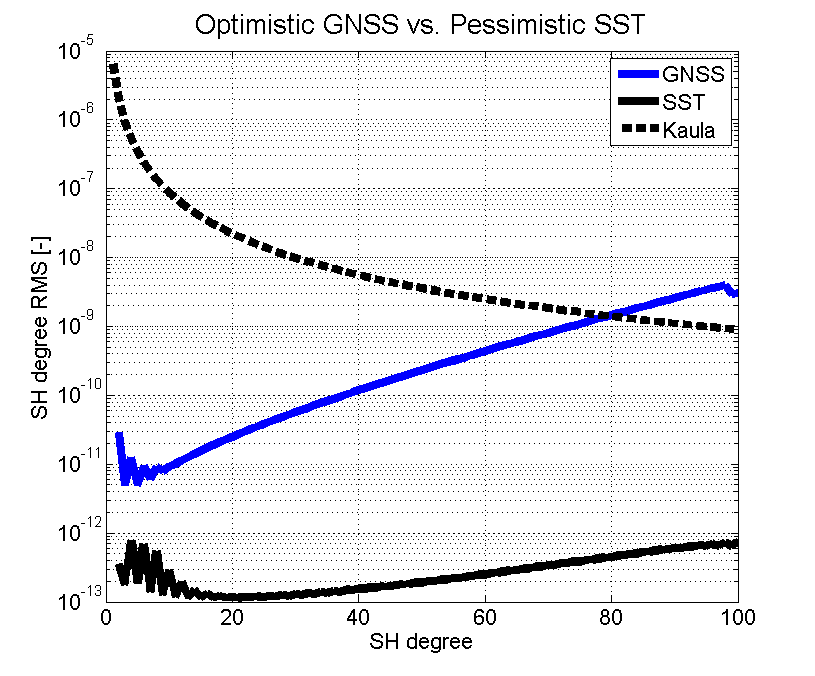 Optimistic GNSS vs. Pessimistic SST
GNSS
SST
Kaula
SH degree RMS [-]
10^-5
10^-6
10^-7
10^-8
10^-9
10^-10
10^-11
10^-12
10^-13
0 20 40 60 80 100
SH degree